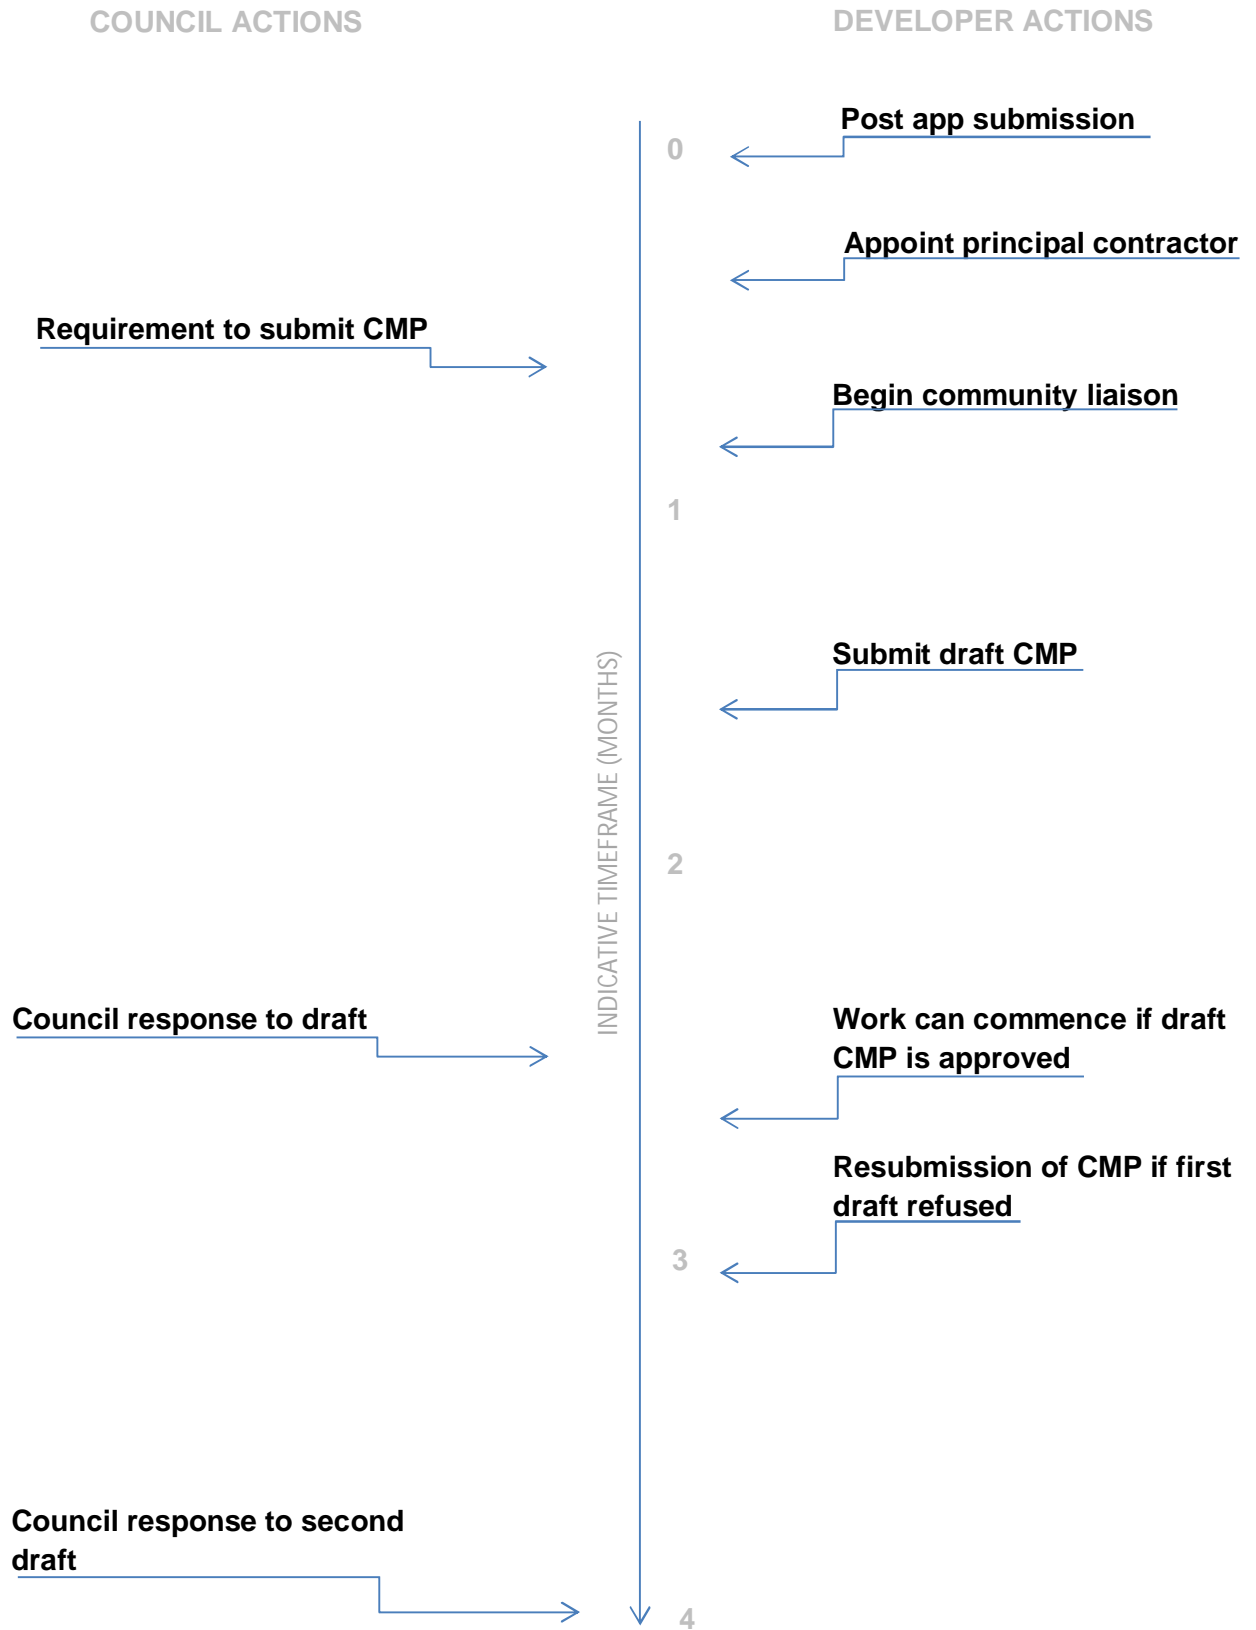 COUNCIL ACTIONS
DEVELOPER ACTIONS
Post app submission
0
Appoint principal contractor
Requirement to submit CMP
Begin community liaison
1
Submit draft CMP
INDICATIVE TIMEFRAME (MONTHS)
2
Council response to draft
Work can commence if draft
CMP is approved
Resubmission of CMP if first
draft refused
3
Council response to second
draft
4